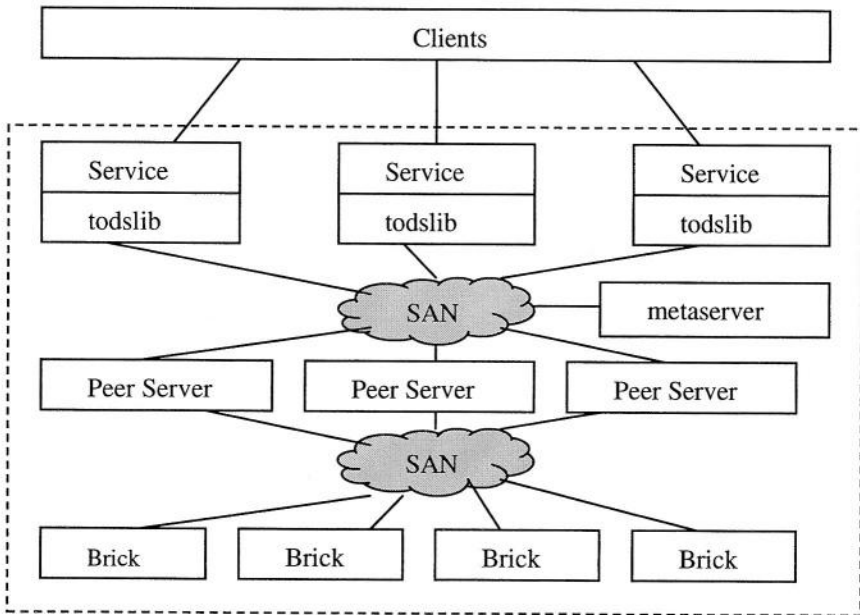 Clients
Service
Service
Service
todslib
todslib
todslib
SAN
metaserver
Peer Server
Peer Server
Peer Server
SAN
Brick
Brick
Brick
Brick